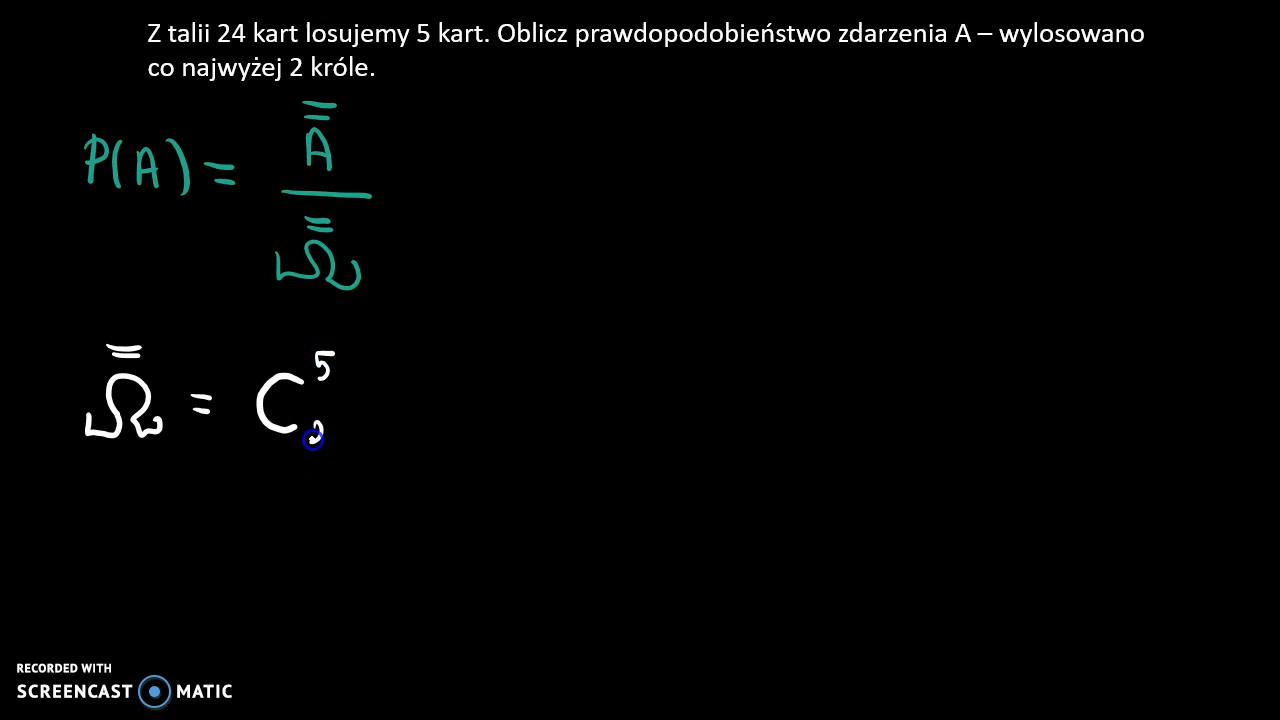 Z talii 24 kart losujemy 5 kart. Oblicz prawdopodobieństwo zdarzenia A – wylosowano
co najwyżej 2 króle.
P(A) = A̿ / Ω̿
Ω̿ = C⁵
RECORDED WITH
SCREENCAST MATIC